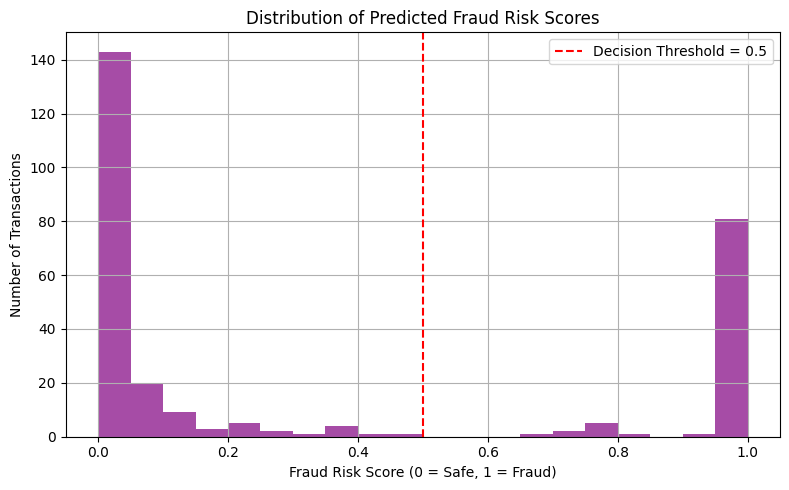 Distribution of Predicted Fraud Risk Scores
Decision Threshold = 0.5
Number of Transactions
140
120
100
80
60
40
20
0
0.0 0.2 0.4 0.6 0.8 1.0
Fraud Risk Score (0 = Safe, 1 = Fraud)